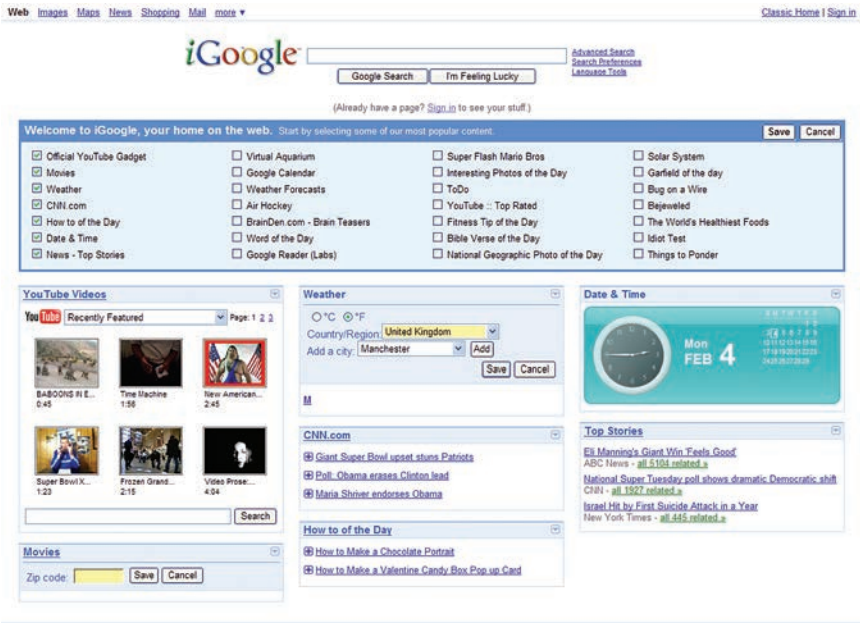 Web Images Maps News Shopping Mail more ▼ Classic Home | Sign in
iGoogle
Advanced Search
Search Preferences
Language Tools
Google Search I'm Feeling Lucky
(Already have a page? Sign in to see your stuff.)
Welcome to iGoogle, your home on the web. Start by selecting some of our most popular content. Save Cancel
Official YouTube Gadget Virtual Aquarium Super Flash Mario Bros Solar System
Movies Google Calendar Interesting Photos of the Day Garfield of the day
Weather Weather Forecasts ToDo Bug on a Wire
CNN.com Air Hockey YouTube :: Top Rated Bejeweled
How to of the Day BrainDen.com - Brain Teasers Fitness Tip of the Day The World's Healthiest Foods
Date & Time Word of the Day Bible Verse of the Day Idiot Test
News - Top Stories Google Reader (Labs) National Geographic Photo of the Day Things to Ponder
YouTube Videos
YouTube Recently Featured Page: 1 2 3
BABOONS IN E... Time Machine New American...
0:45 1:56 2:45
Super Bowl X... Frozen Grand... Video Prose:...
1:23 2:15 4:04
Search
Movies
Zip code: Save Cancel
Weather
°C °F
Country/Region: United Kingdom
Add a city: Manchester Add
Save Cancel
M
CNN.com
Giant Super Bowl upset stuns Patriots
Poll: Obama erases Clinton lead
Maria Shriver endorses Obama
How to of the Day
How to Make a Chocolate Portrait
How to Make a Valentine Candy Box Pop up Card
Date & Time
Mon
FEB 4
Top Stories
Eli Manning's Giant Win 'Feels Good'
ABC News - all 5104 related »
National Super Tuesday poll shows dramatic Democratic shift
CNN - all 1927 related »
Israel Hit by First Suicide Attack in a Year
New York Times - all 445 related »